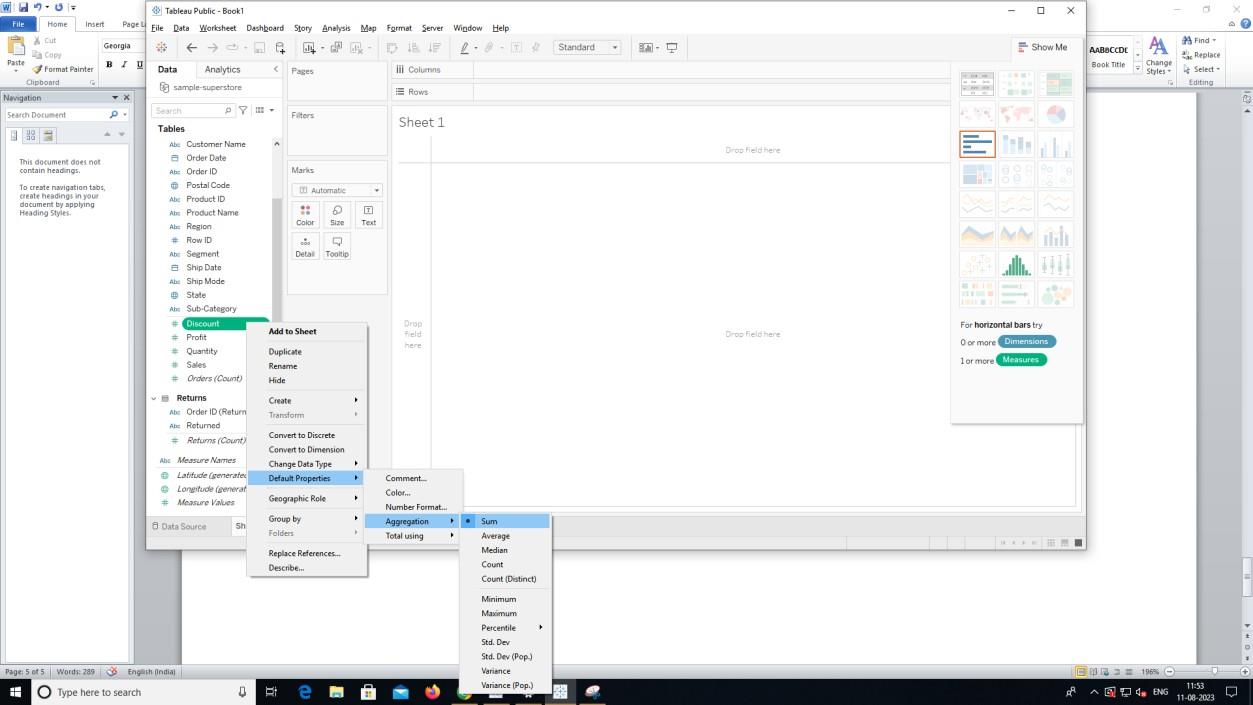 File
Home
Insert
Page L
Cut
Copy
Format Painter
Paste
Clipboard
Georgia
B I U
Navigation
Search Document
This document does not
contain headings.
To create navigation tabs,
create headings in your
document by applying
Heading Styles.
Tableau Public - Book1
File Data Worksheet Dashboard Story Analysis Map Format Server Window Help
Standard
Show Me
Data
Analytics
sample-superstore
Search
Tables
Abc Customer Name
Order Date
Abc Order ID
Postal Code
Abc Product ID
Abc Product Name
Abc Region
# Row ID
Abc Segment
Ship Date
Abc Ship Mode
State
Abc Sub-Category
# Discount
# Profit
# Quantity
# Sales
# Orders (Count)
Returns
Abc Order ID (Return
Abc Returned
# Returns (Count)
Abc Measure Names
Latitude (generated
Longitude (generat
# Measure Values
Data Source
Sh
Pages
Filters
Marks
Automatic
Color
Size
Text
Detail
Tooltip
Columns
Rows
Sheet 1
Drop field here
Drop
field
here
Drop field here
Add to Sheet
Duplicate
Rename
Hide
Create
Transform
Convert to Discrete
Convert to Dimension
Change Data Type
Default Properties
Geographic Role
Group by
Folders
Replace References...
Describe...
Comment...
Color...
Number Format...
Aggregation
Total using
Sum
Average
Median
Count
Count (Distinct)
Minimum
Maximum
Percentile
Std. Dev
Std. Dev (Pop.)
Variance
Variance (Pop.)
For horizontal bars try
0 or more Dimensions
1 or more Measures
AABBCCDE
Book Title
Change
Styles
Find
Replace
Select
Editing
Page: 5 of 5
Words: 289
English (India)
196%
Type here to search
ENG
11:53
11-08-2023